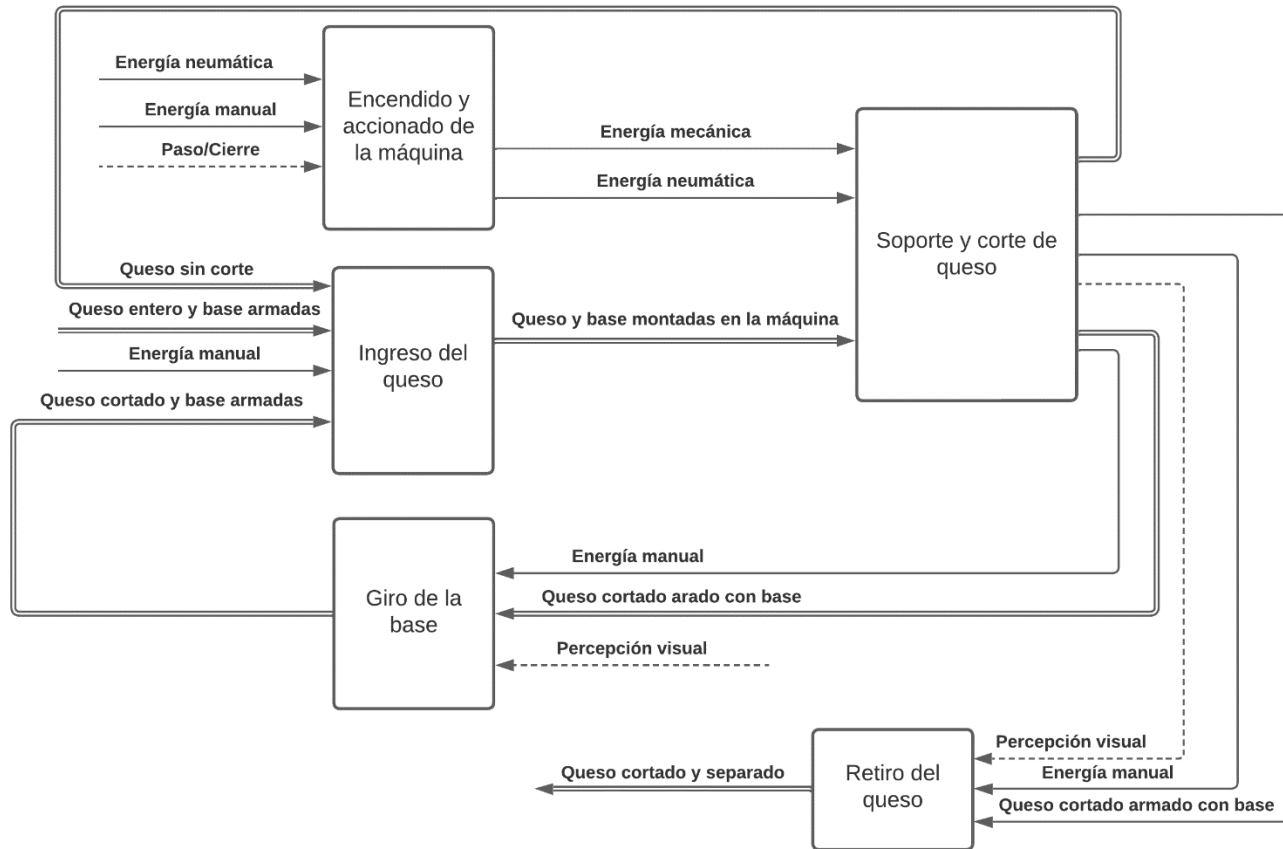 Energía neumática
Energía manual
Paso/Cierre
Encendido y
accionado de
la máquina
Energía mecánica
Energía neumática
Soporte y corte de
queso
Queso sin corte
Queso entero y base armadas
Energía manual
Queso cortado y base armadas
Ingreso del
queso
Queso y base montadas en la máquina
Giro de la
base
Energía manual
Queso cortado arado con base
Percepción visual
Queso cortado y separado
Retiro del
queso
Percepción visual
Energía manual
Queso cortado armado con base